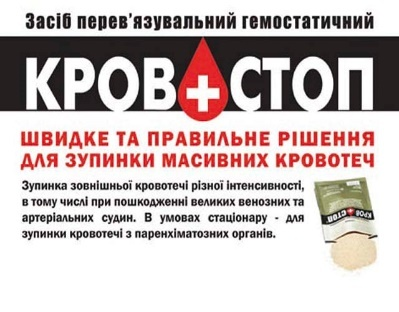 Засіб перев'язувальний гемостатичний
КРОВ СТОП
ШВИДКЕ ТА ПРАВИЛЬНЕ РІШЕННЯ
ДЛЯ ЗУПИНКИ МАСИВНИХ КРОВОТЕЧ
Зупинка зовнішньої кровотечі різної інтенсивності,
в тому числі при пошкодженні великих венозних та
артеріальних судин. В умовах стаціонару - для
зупинки кровотечі з паренхіматозних органів.
КРОВ СТОП